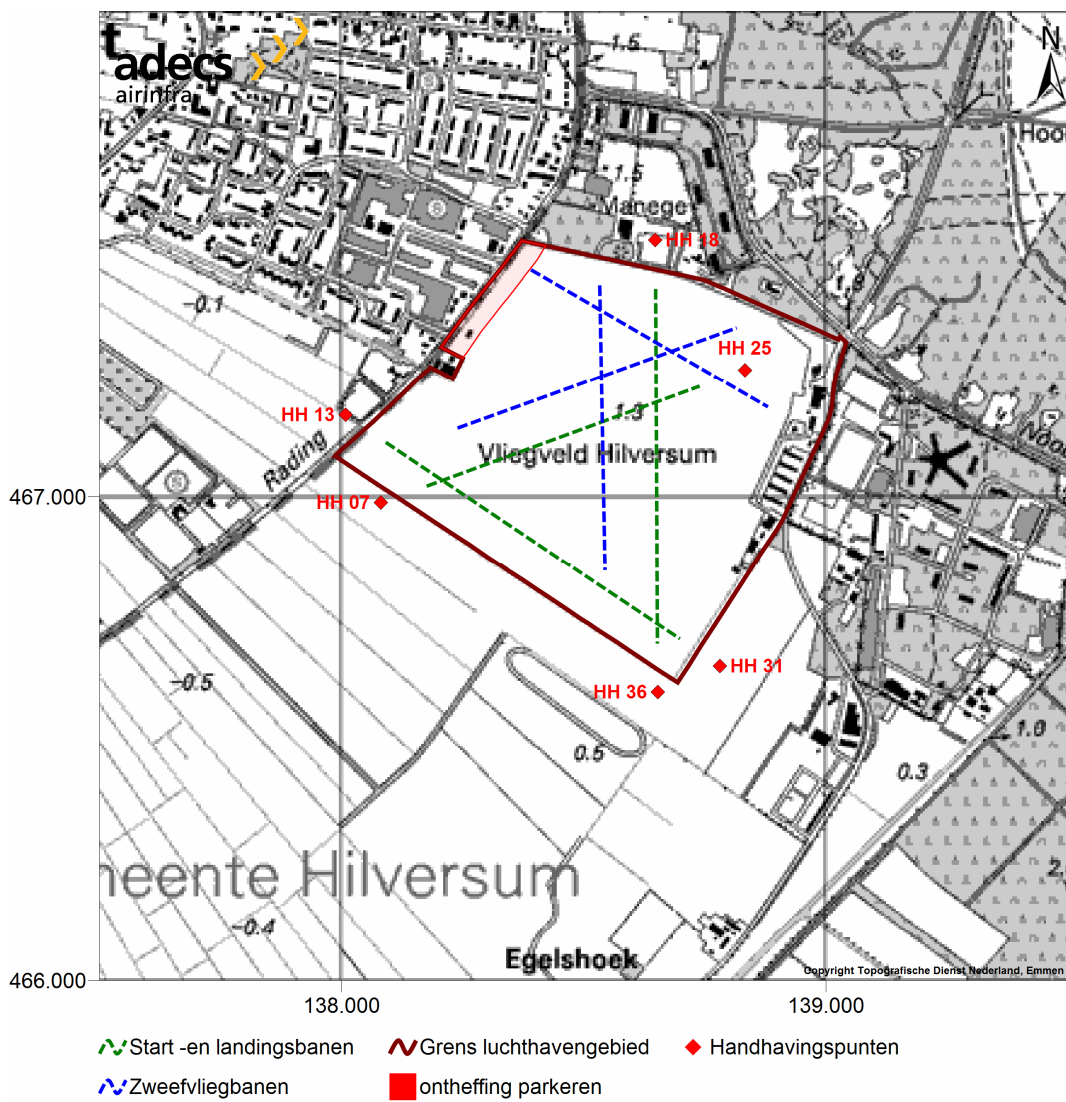 adecs
airinfra
N
1.5
Hoo
1.5
Manege
HH 18
-0.1
HH 25
HH 13
1.3
Vliegveld Hilversum
Rading
467.000
HH 07
-0.5
HH 31
HH 36
0.5
1.0
0.3
meente Hilversum
2.
-0.4
Egelshoek
Copyright Topografische Dienst Nederland, Emmen
466.000
138.000
139.000
Start -en landingsbanen
Grens luchthavengebied
Handhavingspunten
Zweefvliegbanen
ontheffing parkeren